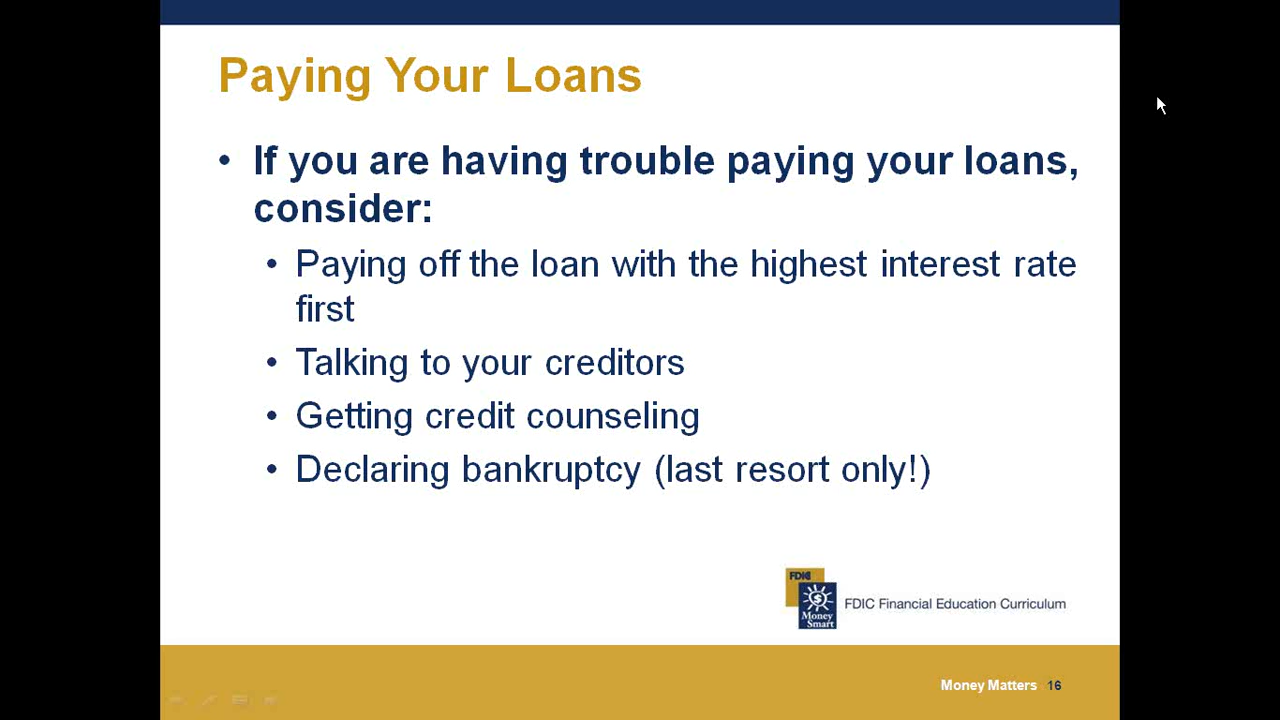 Paying Your Loans
• If you are having trouble paying your loans,
consider:
• Paying off the loan with the highest interest rate
first
• Talking to your creditors
• Getting credit counseling
• Declaring bankruptcy (last resort only!)
FDIC
$
Money
Smart
FDIC Financial Education Curriculum
Money Matters 16